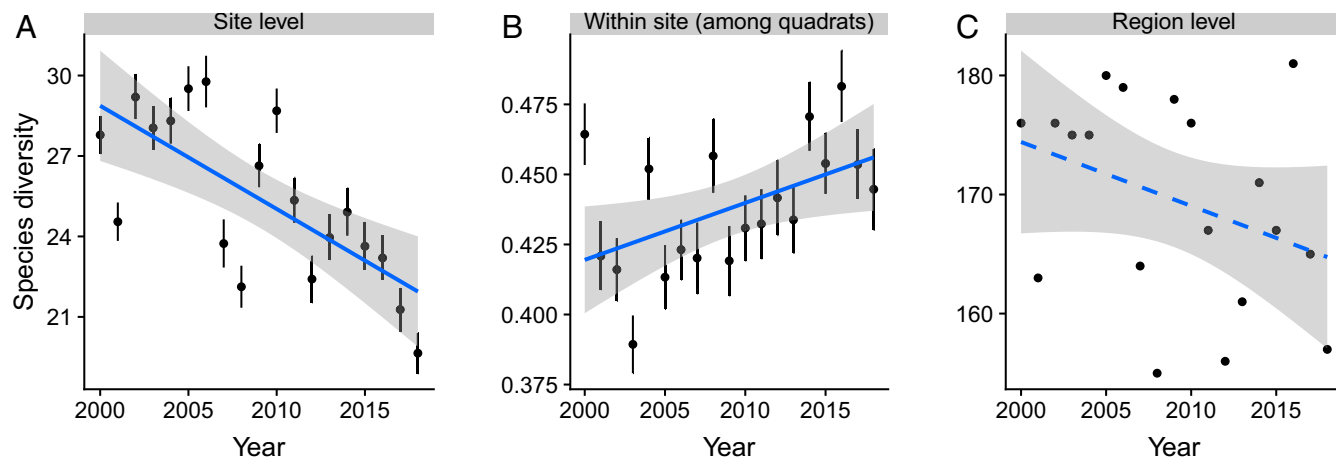 A
Site level
Species diversity
30
27
24
21
2000
2005
2010
2015
Year
B
Within site (among quadrats)
0.475
0.450
0.425
0.400
0.375
2000
2005
2010
2015
Year
C
Region level
180
170
160
2000
2005
2010
2015
Year